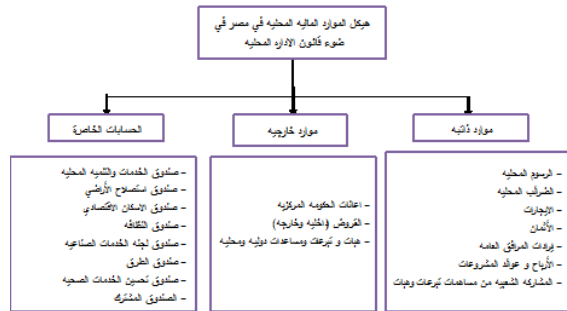 هيكل الموارد الماليه المحليه في مصر في
ضوء قانون الاداره المحليه
موارد ذاتيه
- الرسوم المحليه
- الضرائب المحليه
- الايجارات
- الأثمان
- إيرادات المرافق العامه
- الأرباح و عوائد المشروعات
- المشاركه الشعبيه من مساهمات تبرعات وهبات
موارد خارجيه
- اعانات الحكومه المركزيه
- القروض (داخليه وخارجه)
- هبات و تبرعات ومساعدات دوليه ومحليه
الحسابات الخاصة
- صندوق الخدمات والتنميه المحليه
- صندوق استصلاح الأراضي
- صندوق الاسكان الاقتصادي
- صندوق النظافه
- صندوق لجنه الخدمات الصناعيه
- صندوق الطرق
- صندوق تحسين الخدمات الصحيه
- الصندوق المشترك